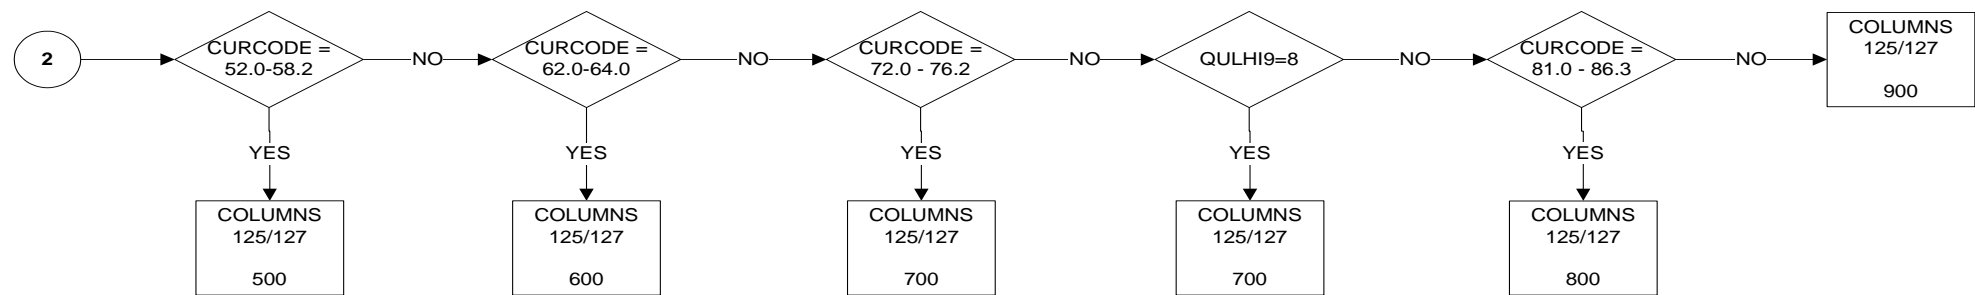 2
CURCODE =
52.0-58.2
NO
CURCODE =
62.0-64.0
NO
CURCODE =
72.0 - 76.2
NO
QULHI9=8
NO
CURCODE =
81.0 - 86.3
NO
COLUMNS
125/127
900
YES
YES
YES
YES
YES
COLUMNS
125/127
500
COLUMNS
125/127
600
COLUMNS
125/127
700
COLUMNS
125/127
700
COLUMNS
125/127
800